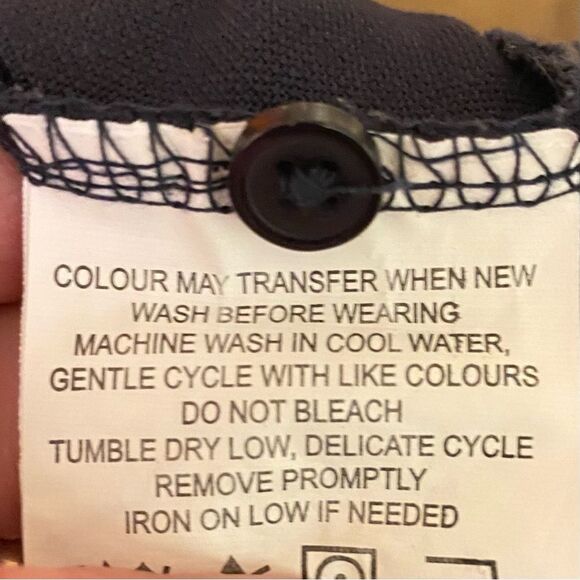 COLOUR MAY TRANSFER WHEN NEW
WASH BEFORE WEARING
MACHINE WASH IN COOL WATER,
GENTLE CYCLE WITH LIKE COLOURS
DO NOT BLEACH
TUMBLE DRY LOW, DELICATE CYCLE
REMOVE PROMPTLY
IRON ON LOW IF NEEDED